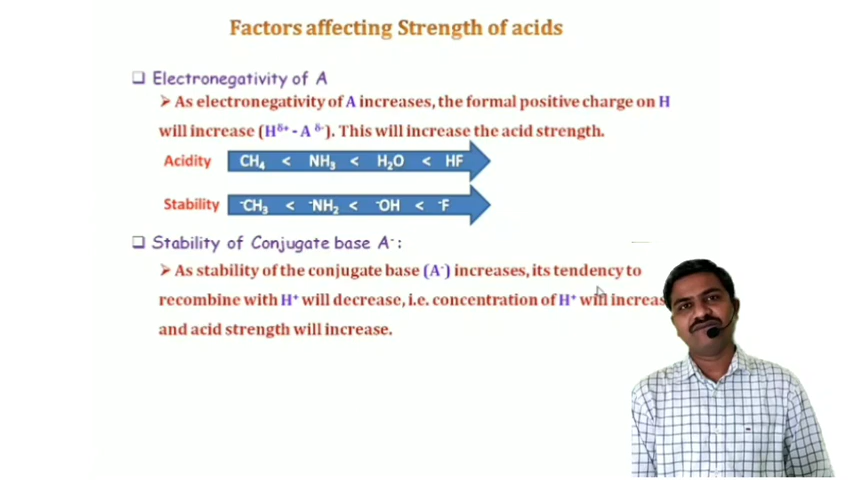 Factors affecting Strength of acids
❑ Electronegativity of A
➢ As electronegativity of A increases, the formal positive charge on H
will increase (Hᵟ⁺ - A ᵟ⁻). This will increase the acid strength.
Acidity CH₄ < NH₃ < H₂O < HF
Stability ⁻CH₃ < ⁻NH₂ < ⁻OH < ⁻F
❑ Stability of Conjugate base A⁻:
➢ As stability of the conjugate base (A⁻) increases, its tendency to
recombine with H⁺ will decrease, i.e. concentration of H⁺ will increas
and acid strength will increase.